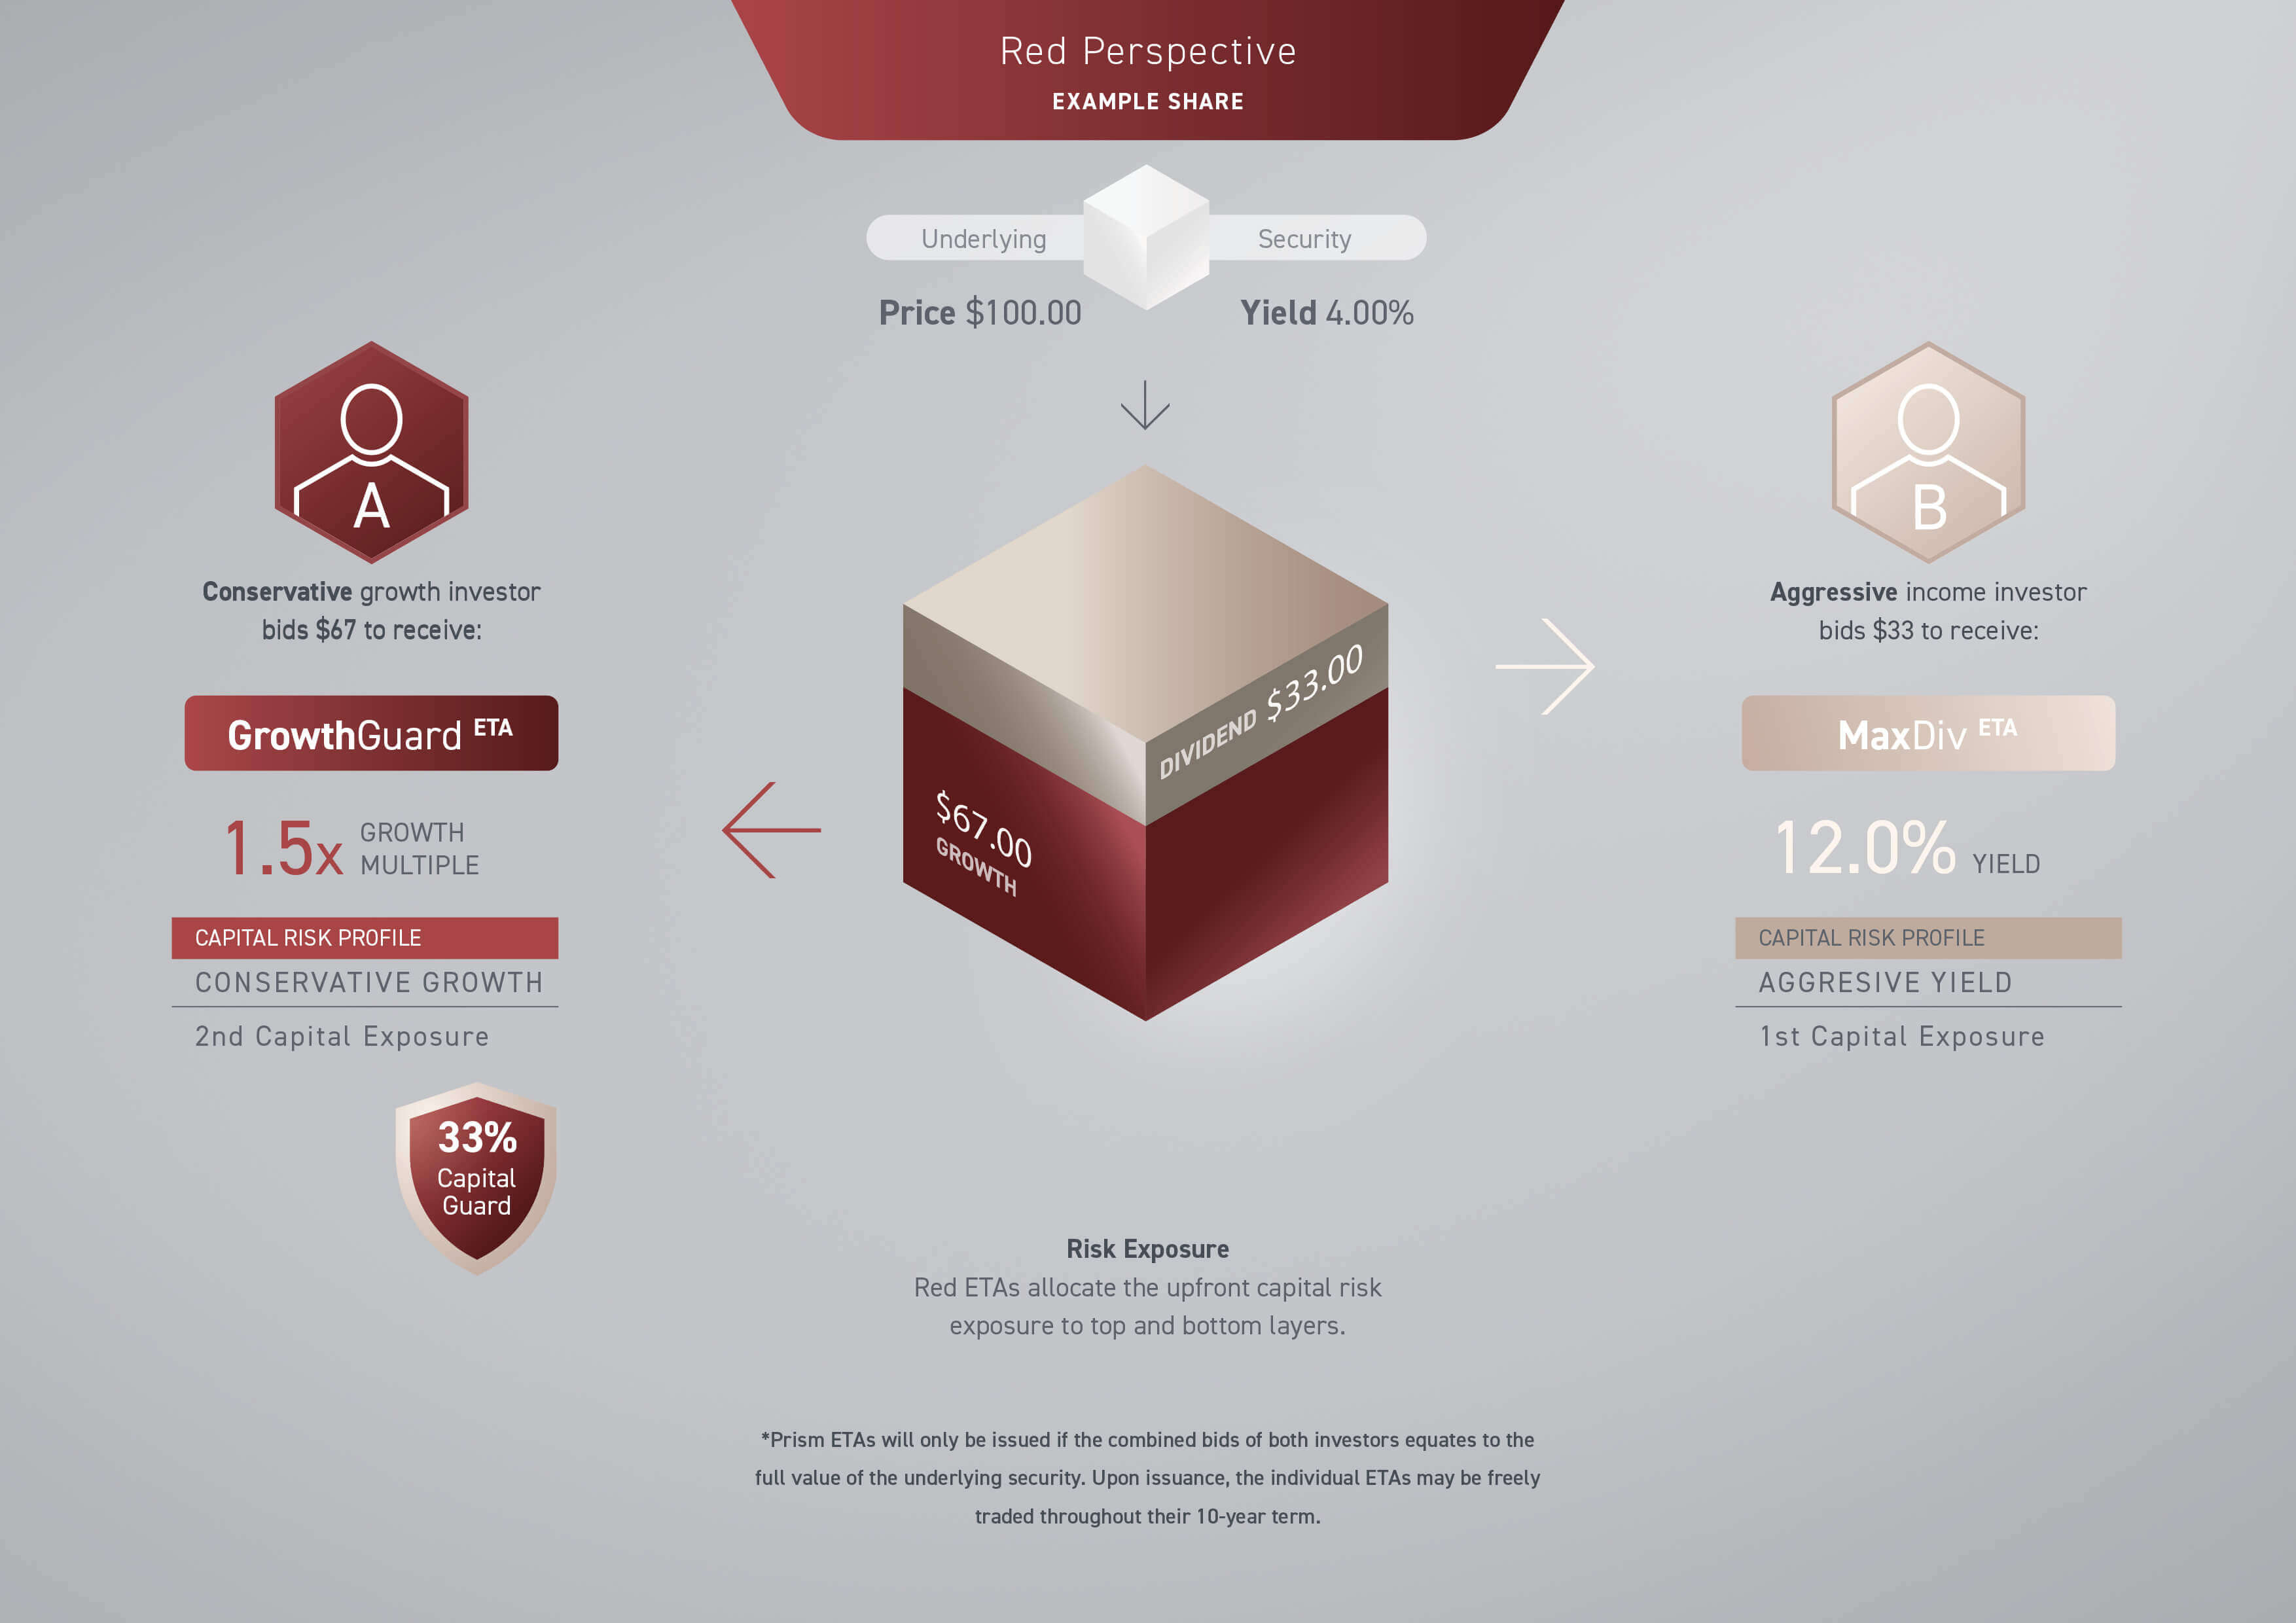 Red Perspective
EXAMPLE SHARE
Underlying
Security
Price $100.00
Yield 4.00%
A
Conservative growth investor
bids $67 to receive:
GrowthGuard ETA
1.5x GROWTH
MULTIPLE
CAPITAL RISK PROFILE
CONSERVATIVE GROWTH
2nd Capital Exposure
33%
Capital
Guard
DIVIDEND $33.00
$67.00
GROWTH
B
Aggressive income investor
bids $33 to receive:
MaxDiv ETA
12.0% YIELD
CAPITAL RISK PROFILE
AGGRESIVE YIELD
1st Capital Exposure
Risk Exposure
Red ETAs allocate the upfront capital risk
exposure to top and bottom layers.
*Prism ETAs will only be issued if the combined bids of both investors equates to the
full value of the underlying security. Upon issuance, the individual ETAs may be freely
traded throughout their 10-year term.